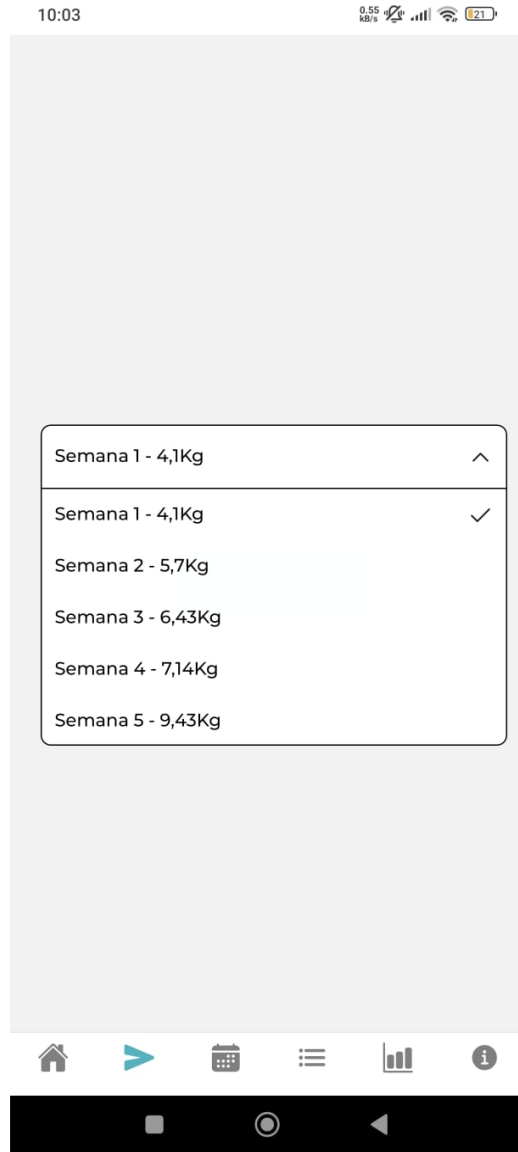 10:03
0.55
kB/s
21
Semana 1 - 4,1Kg
Semana 1 - 4,1Kg
Semana 2 - 5,7Kg
Semana 3 - 6,43Kg
Semana 4 - 7,14Kg
Semana 5 - 9,43Kg